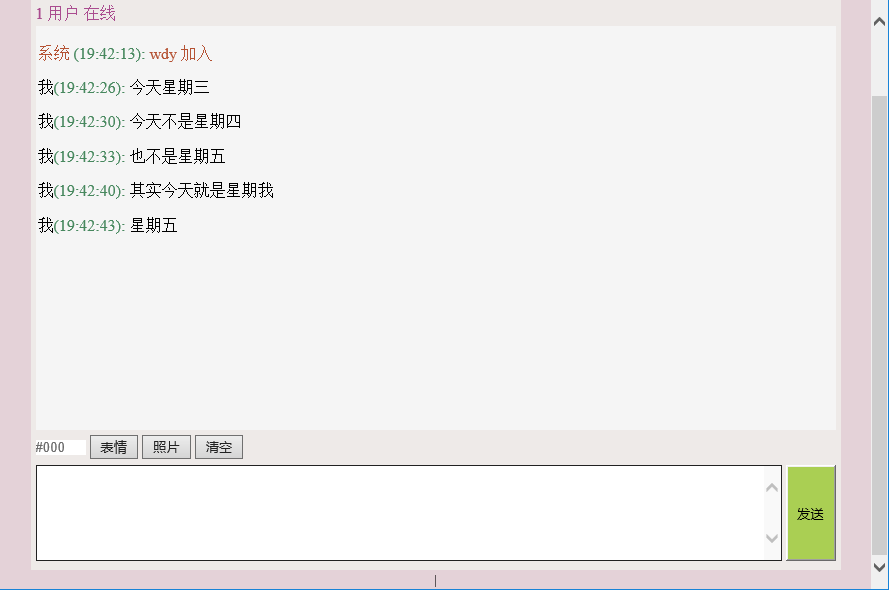 1 用户 在线
系统 (19:42:13): wdy 加入
我(19:42:26): 今天星期三
我(19:42:30): 今天不是星期四
我(19:42:33): 也不是星期五
我(19:42:40): 其实今天就是星期我
我(19:42:43): 星期五
#000 表情 照片 清空
发送
|